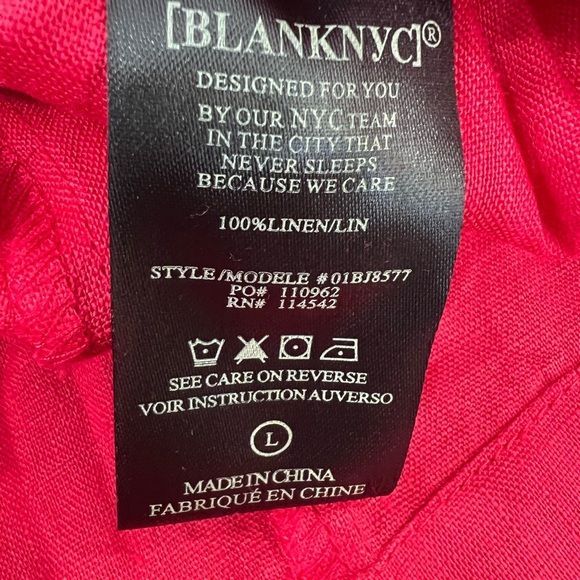 [BLANKNYC]®
DESIGNED FOR YOU
BY OUR NYC TEAM
IN THE CITY THAT
NEVER SLEEPS
BECAUSE WE CARE
100%LINEN/LIN
STYLE/MODELE #01BJ8577
PO# 110962
RN# 114542
SEE CARE ON REVERSE
VOIR INSTRUCTION AUVERSO
L
MADE IN CHINA
FABRIQUÉ EN CHINE